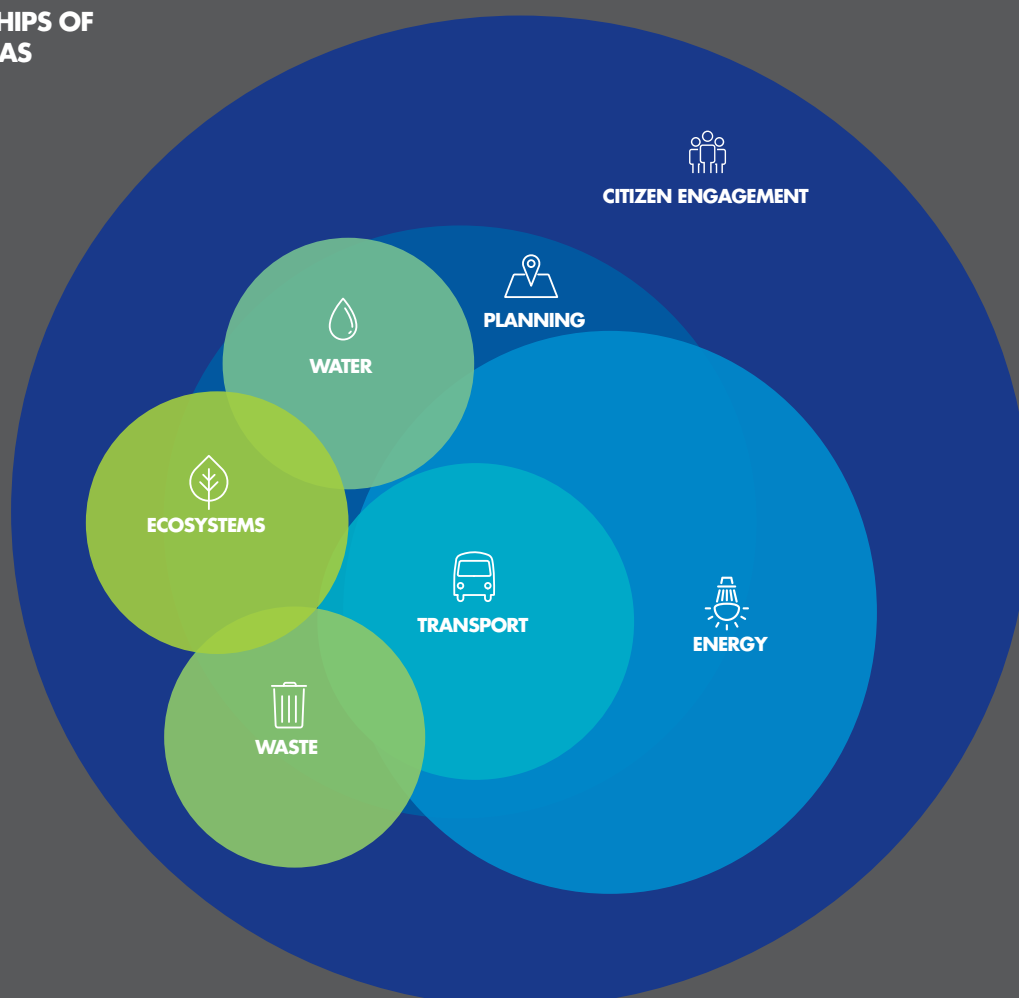 HIPS OF
AS
CITIZEN ENGAGEMENT
PLANNING
WATER
ECOSYSTEMS
TRANSPORT
ENERGY
WASTE